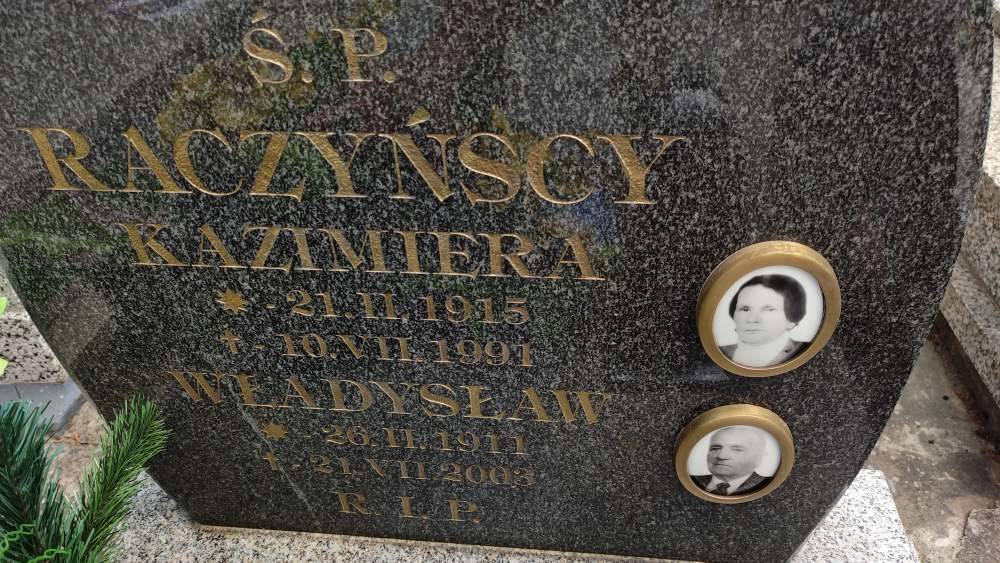 Ś. P.
RACZYŃSCY
KAZIMIERA
* - 21. II. 1915
† - 10. VII. 1991
WŁADYSŁAW
* - 26. II. 1911
† - 21. VII. 2003
R. I. P.